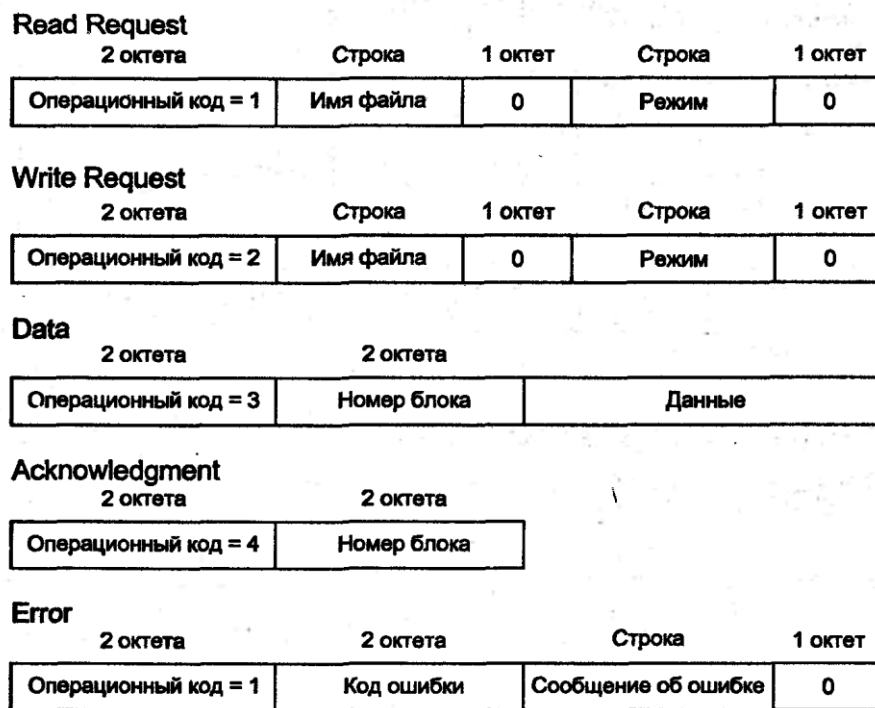 Read Request
2 октета Строка 1 октет Строка 1 октет
Операционный код = 1 Имя файла 0 Режим 0
Write Request
2 октета Строка 1 октет Строка 1 октет
Операционный код = 2 Имя файла 0 Режим 0
Data
2 октета 2 октета
Операционный код = 3 Номер блока Данные
Acknowledgment
2 октета 2 октета
Операционный код = 4 Номер блока
Error
2 октета 2 октета Строка 1 октет
Операционный код = 1 Код ошибки Сообщение об ошибке 0